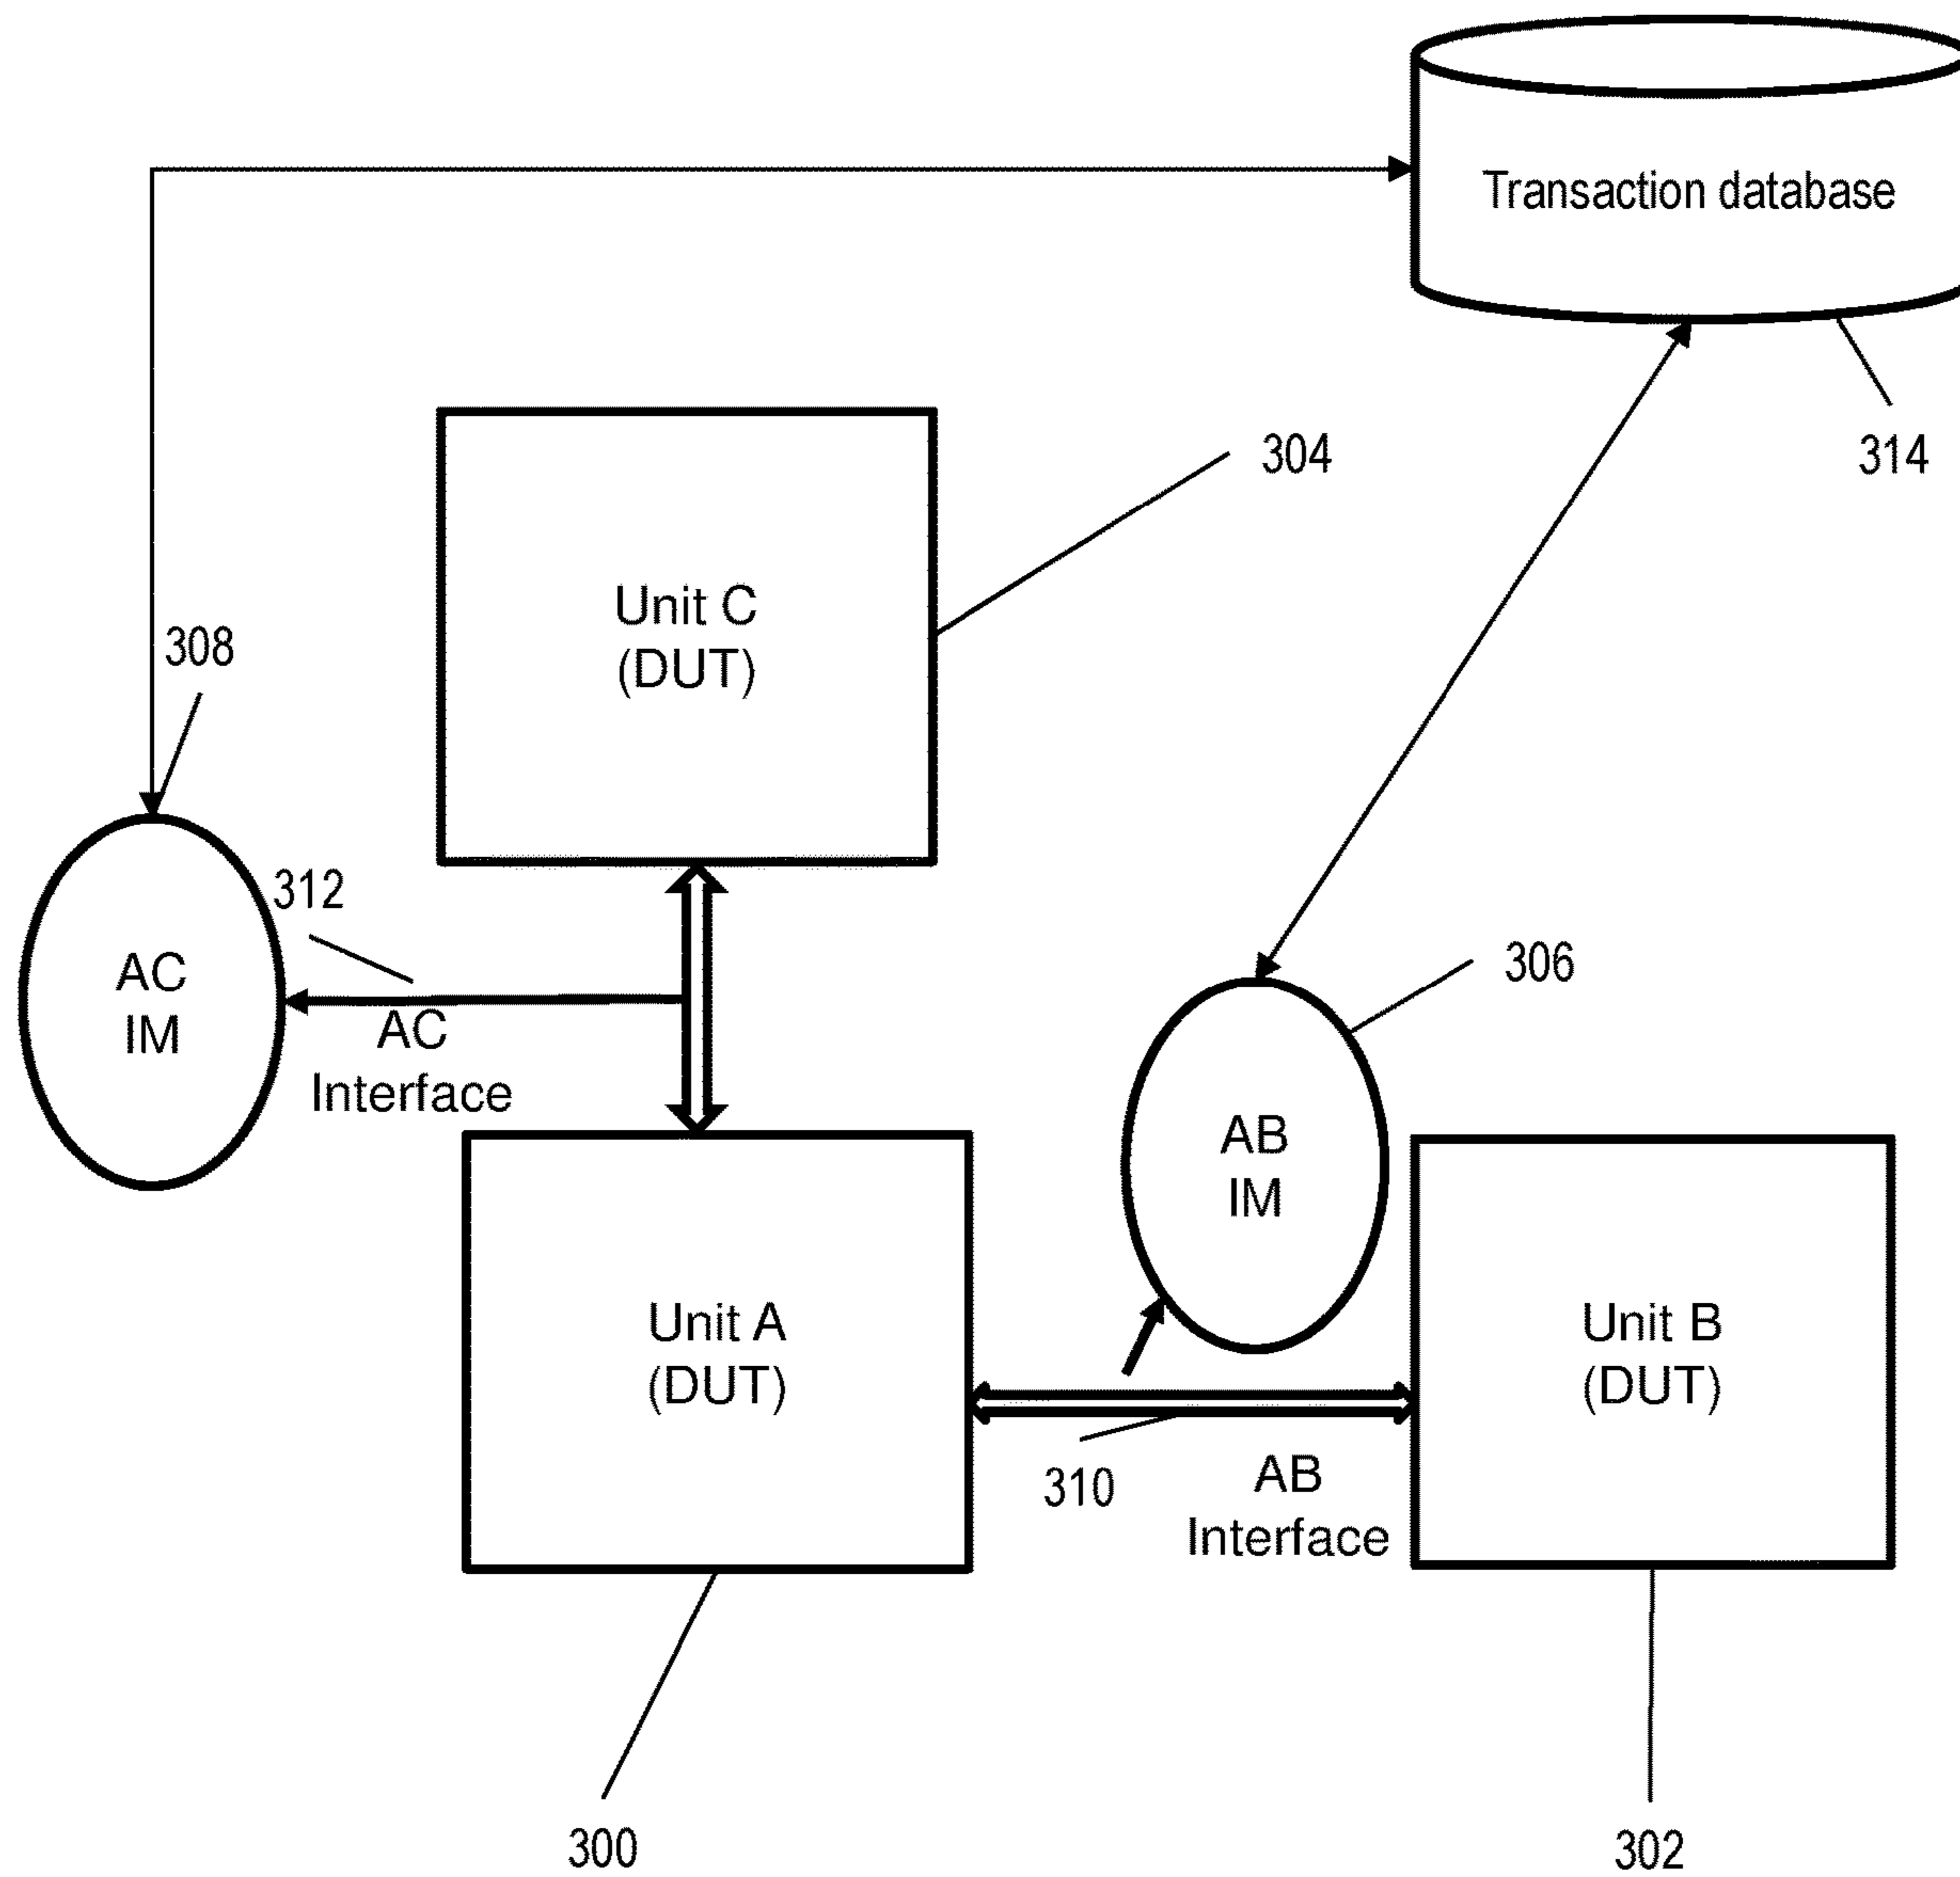 Transaction database
314
304
Unit C
(DUT)
308
312
AC
IM
AC
Interface
306
AB
IM
Unit A
(DUT)
Unit B
(DUT)
310
AB
Interface
300
302